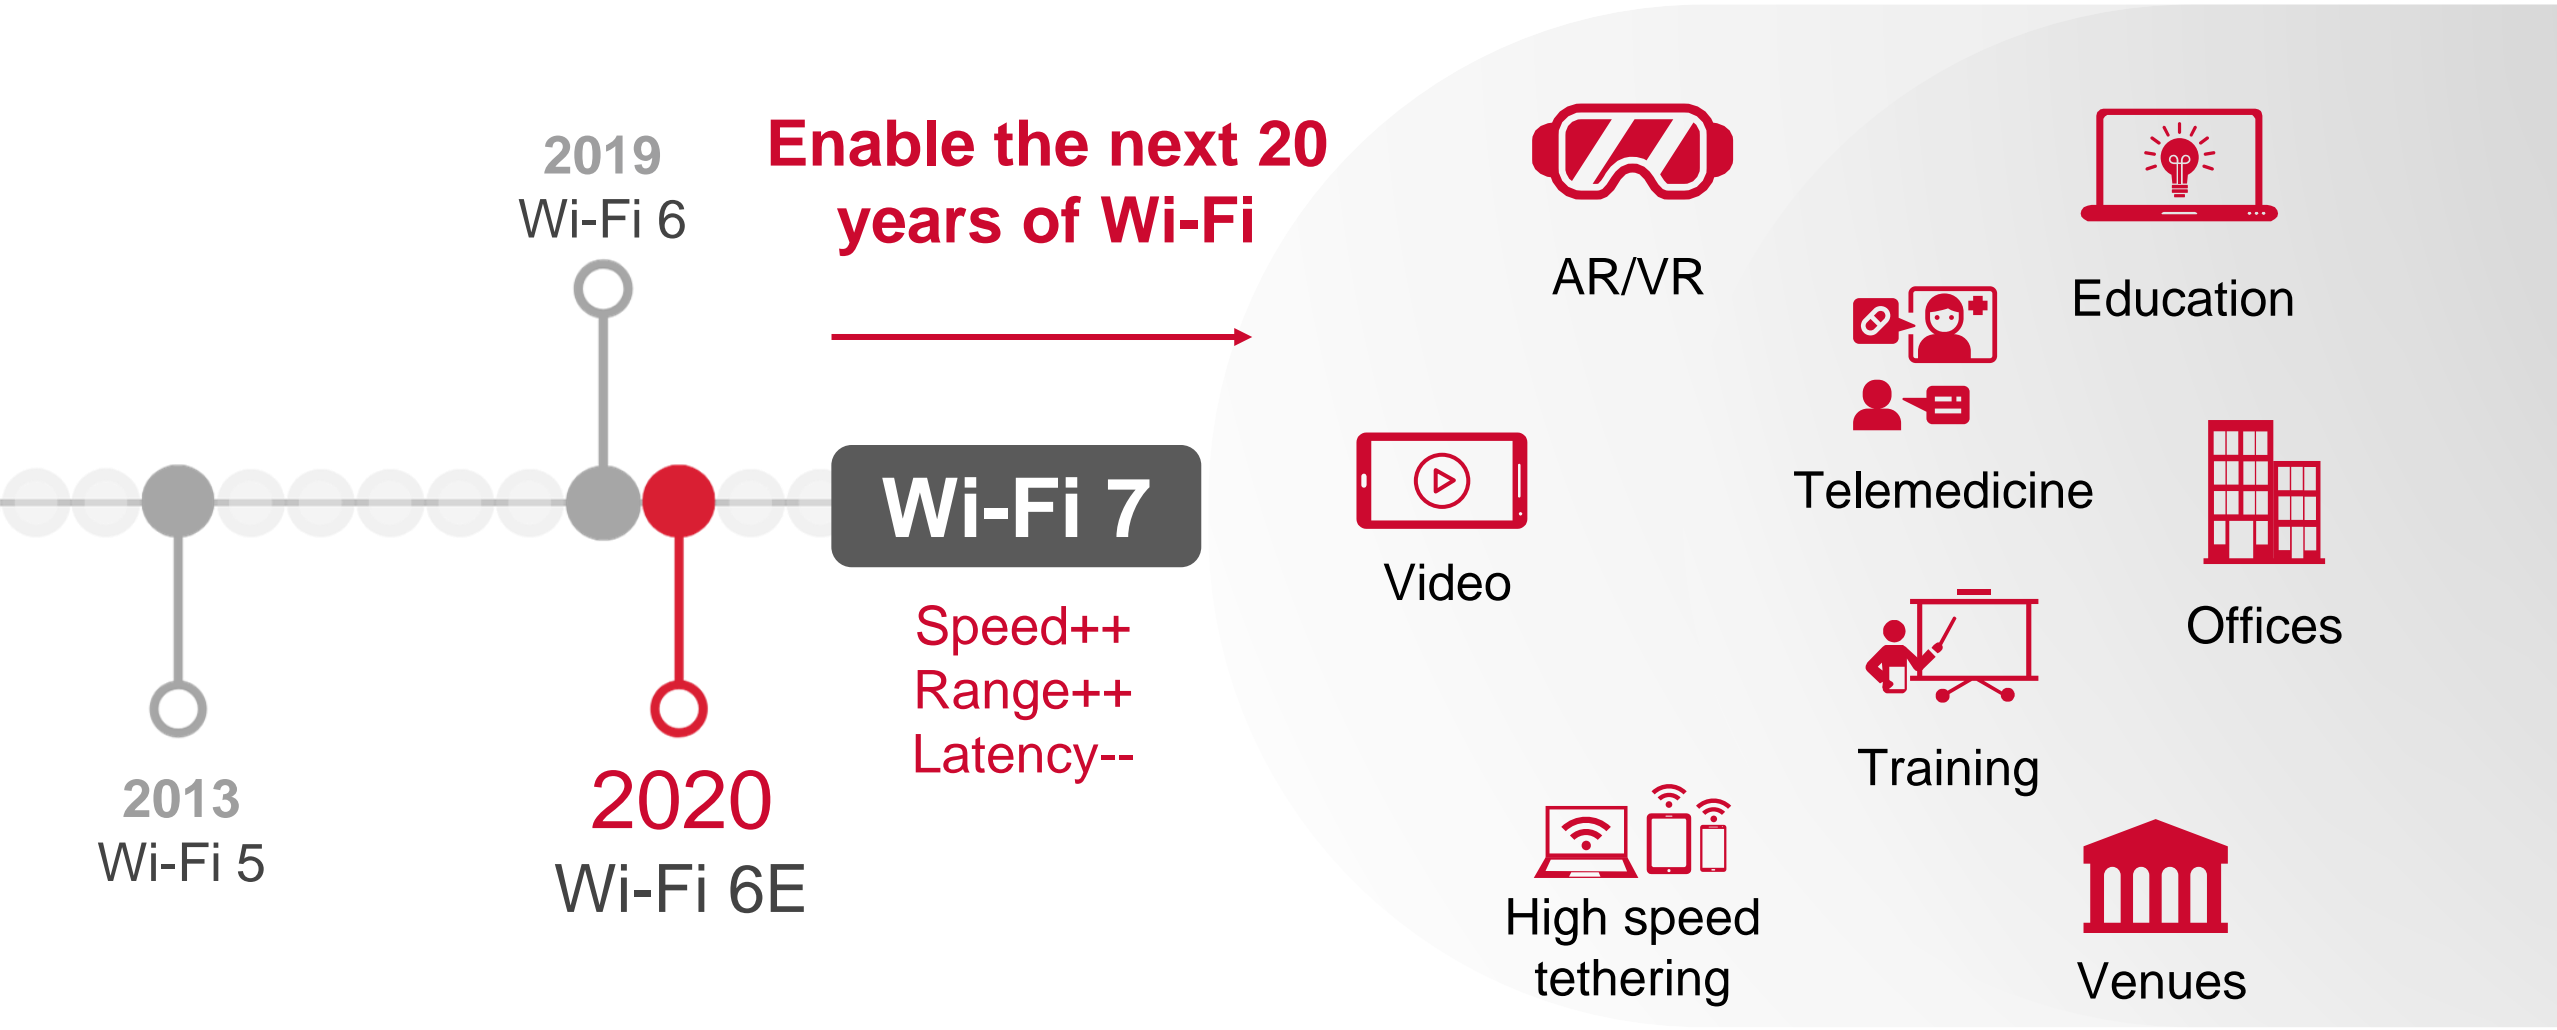 2019
Wi-Fi 6
2013
Wi-Fi 5
2020
Wi-Fi 6E
Enable the next 20
years of Wi-Fi
Wi-Fi 7
Speed++
Range++
Latency--
AR/VR
Education
Telemedicine
Video
Offices
Training
High speed
tethering
Venues